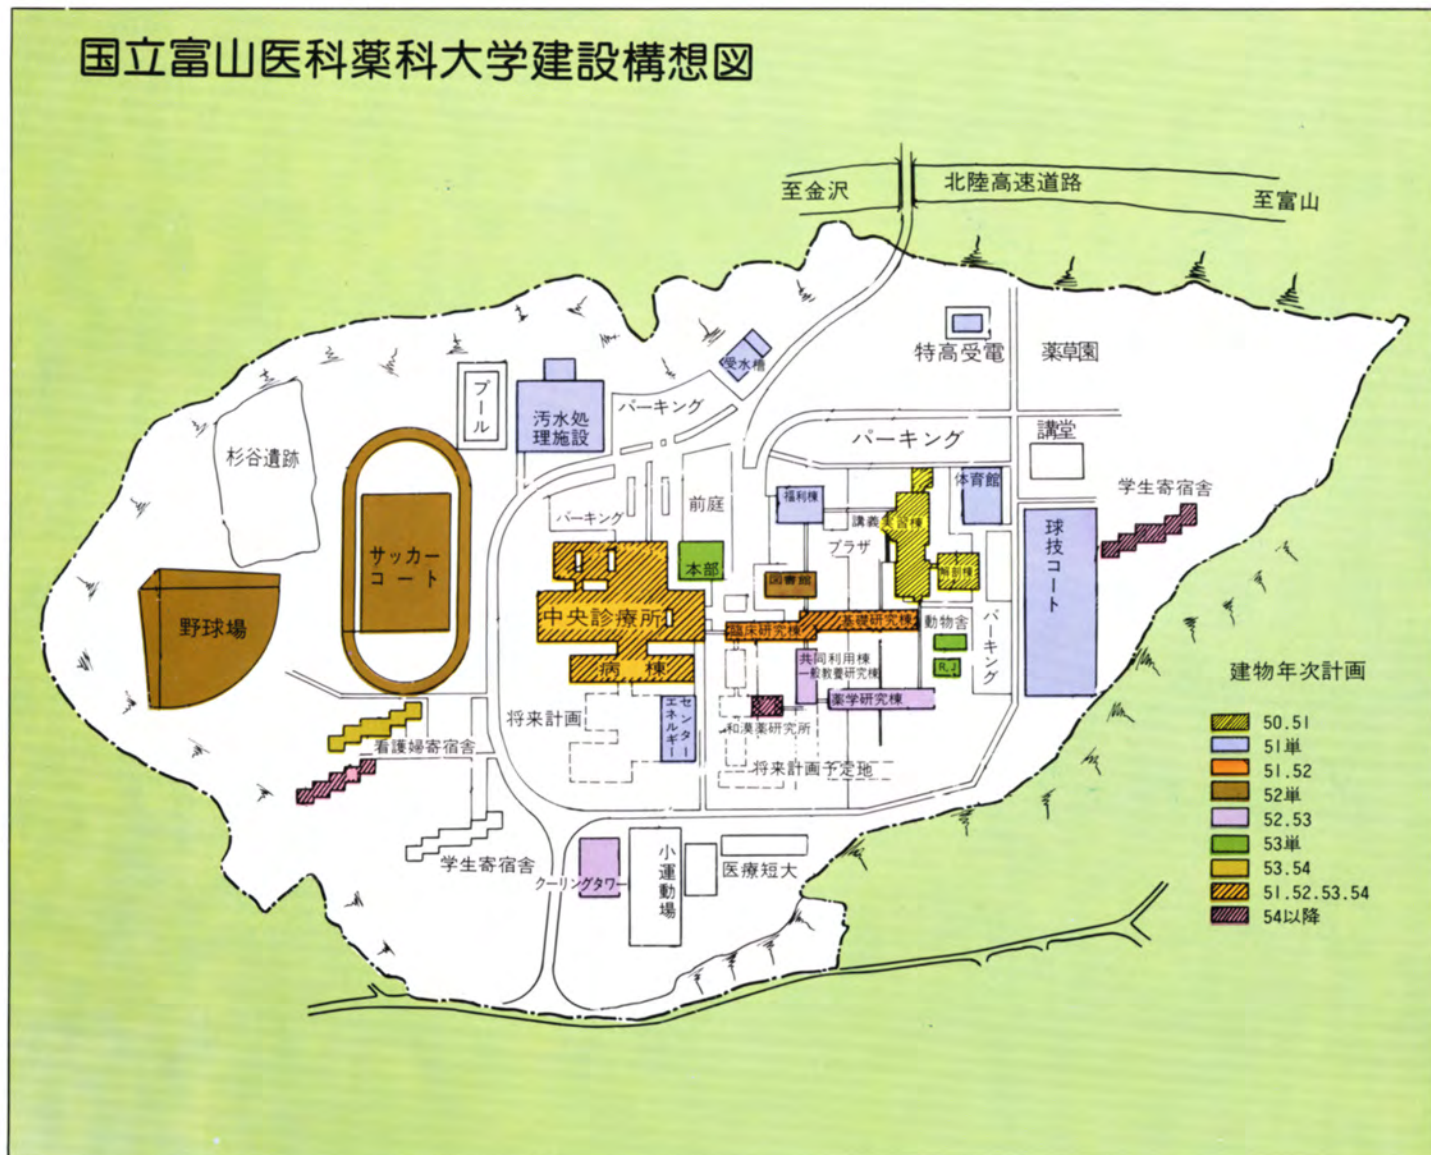 国立富山医科薬科大学建設構想図
至金沢
北陸高速道路
至富山
特高受電
薬草園
受水槽
プール
汚水処
理施設
パーキング
パーキング
講堂
杉谷遺跡
学生寄宿舎
前庭
福利棟
体育館
パーキング
講義実習棟
プラザ
球技コート
サッカー
コート
本部
図書館
解剖棟
野球場
中央診療所
臨床研究棟
基礎研究棟
動物舎
パーキング
病棟
共同利用棟
一般教養研究棟
R.J
建物年次計画
薬学研究棟
将来計画
エネルギー
センター
和漢薬研究所
看護婦寄宿舎
将来計画予定地
50.51
51単
51.52
52単
52.53
53単
53.54
51.52.53.54
54以降
学生寄宿舎
クーリングタワー
小運動場
医療短大